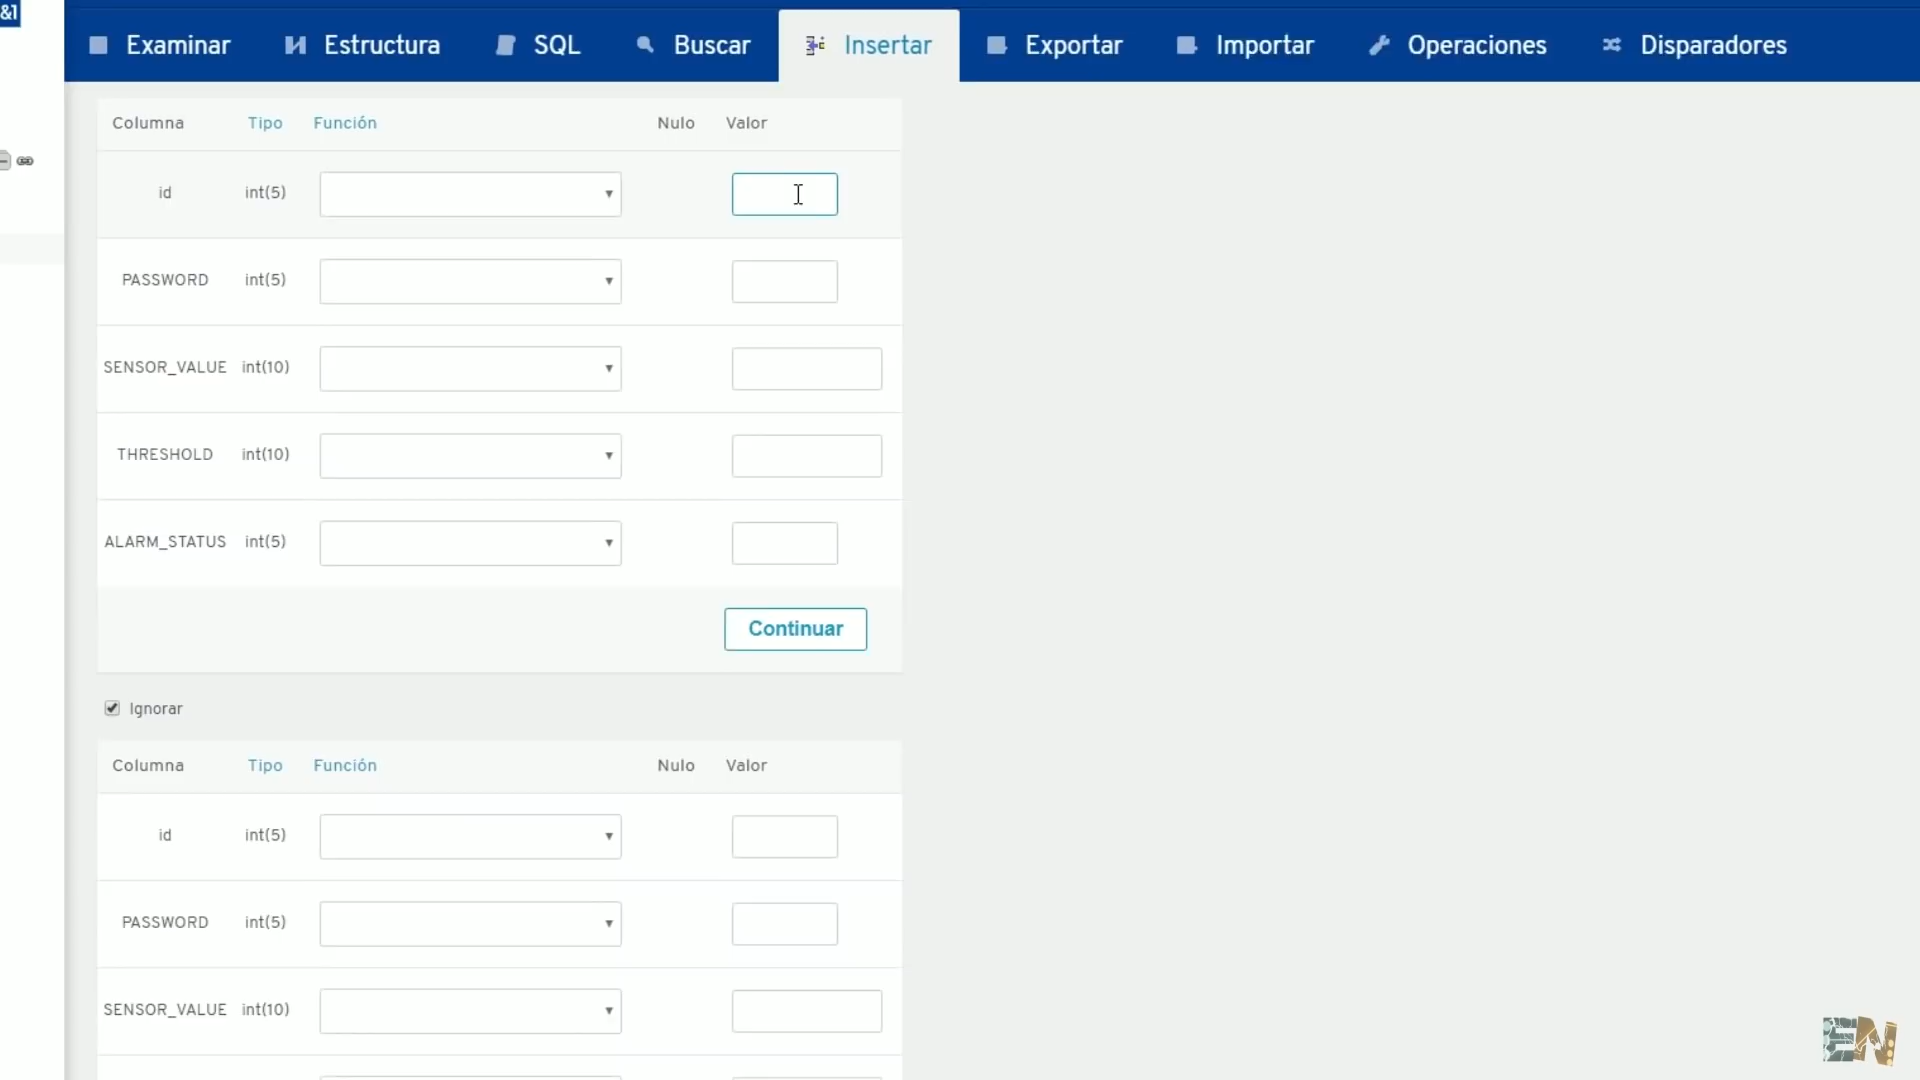 &1
Examinar Estructura SQL Buscar Insertar Exportar Importar Operaciones Disparadores
Columna Tipo Función Nulo Valor
id int(5)
PASSWORD int(5)
SENSOR_VALUE int(10)
THRESHOLD int(10)
ALARM_STATUS int(5)
Continuar
Ignorar
Columna Tipo Función Nulo Valor
id int(5)
PASSWORD int(5)
SENSOR_VALUE int(10)
EN